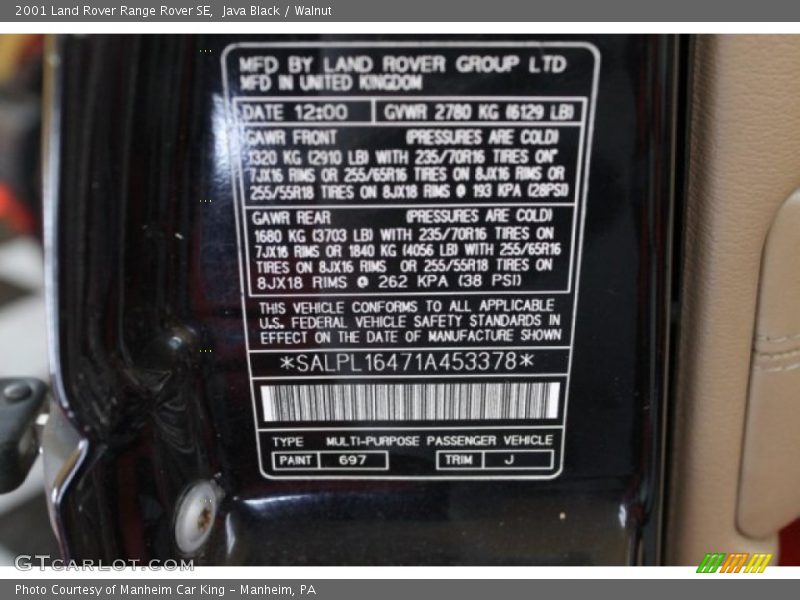 2001 Land Rover Range Rover SE,  Java Black / Walnut
MFD BY LAND ROVER GROUP LTD
MFD IN UNITED KINGDOM
DATE 12:00 GVWR 2780 KG (6129 LB)
GAWR FRONT (PRESSURES ARE COLD)
1320 KG (2910 LB) WITH 235/70R16 TIRES ON
7JX16 RIMS OR 255/65R16 TIRES ON 8JX16 RIMS OR
255/55R18 TIRES ON 8JX18 RIMS @ 193 KPA (28PSI)
GAWR REAR (PRESSURES ARE COLD)
1680 KG (3703 LB) WITH 235/70R16 TIRES ON
7JX16 RIMS OR 1840 KG (4056 LB) WITH 255/65R16
TIRES ON 8JX16 RIMS OR 255/55R18 TIRES ON
8JX18 RIMS @ 262 KPA (38 PSI)
THIS VEHICLE CONFORMS TO ALL APPLICABLE
U.S. FEDERAL VEHICLE SAFETY STANDARDS IN
EFFECT ON THE DATE OF MANUFACTURE SHOWN
*SALPL16471A453378*
TYPE MULTI-PURPOSE PASSENGER VEHICLE
PAINT 697 TRIM J
GTCARLOT.COM
Photo Courtesy of Manheim Car King - Manheim, PA